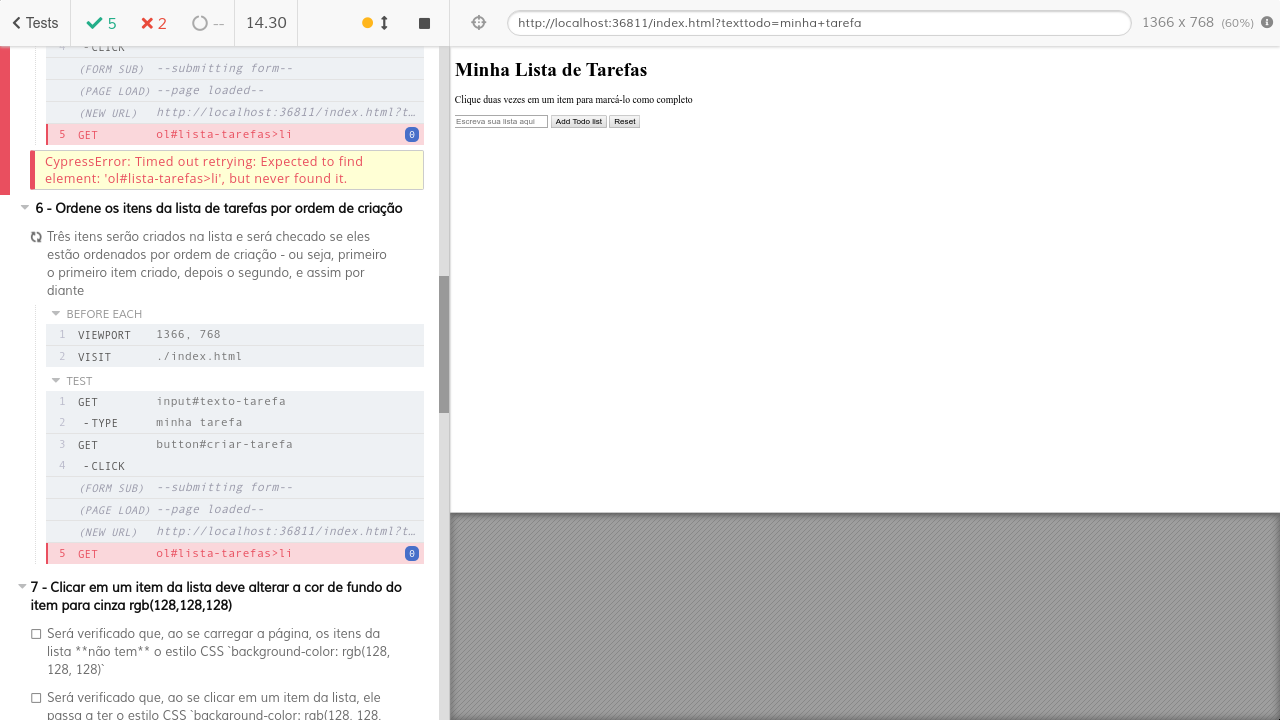 Tests
5
2
--
14.30
http://localhost:36811/index.html?texttodo=minha+tarefa
1366 x 768 (60%)
4 -CLICK
(FORM SUB) --submitting form--
(PAGE LOAD) --page loaded--
(NEW URL) http://localhost:36811/index.html?t…
5 GET ol#lista-tarefas>li 0
CypressError: Timed out retrying: Expected to find
element: 'ol#lista-tarefas>li', but never found it.
6 - Ordene os itens da lista de tarefas por ordem de criação
Três itens serão criados na lista e será checado se eles
estão ordenados por ordem de criação - ou seja, primeiro
o primeiro item criado, depois o segundo, e assim por
diante
BEFORE EACH
1 VIEWPORT 1366, 768
2 VISIT ./index.html
TEST
1 GET input#texto-tarefa
2 -TYPE minha tarefa
3 GET button#criar-tarefa
4 -CLICK
(FORM SUB) --submitting form--
(PAGE LOAD) --page loaded--
(NEW URL) http://localhost:36811/index.html?t…
5 GET ol#lista-tarefas>li 0
7 - Clicar em um item da lista deve alterar a cor de fundo do
item para cinza rgb(128,128,128)
Será verificado que, ao se carregar a página, os itens da
lista **não tem** o estilo CSS `background-color: rgb(128,
128, 128)`
Será verificado que, ao se clicar em um item da lista, ele
passa a ter o estilo CSS `background-color: rgb(128, 128,
Minha Lista de Tarefas
Clique duas vezes em um item para marcá-lo como completo
Escreva sua lista aqui Add Todo list Reset